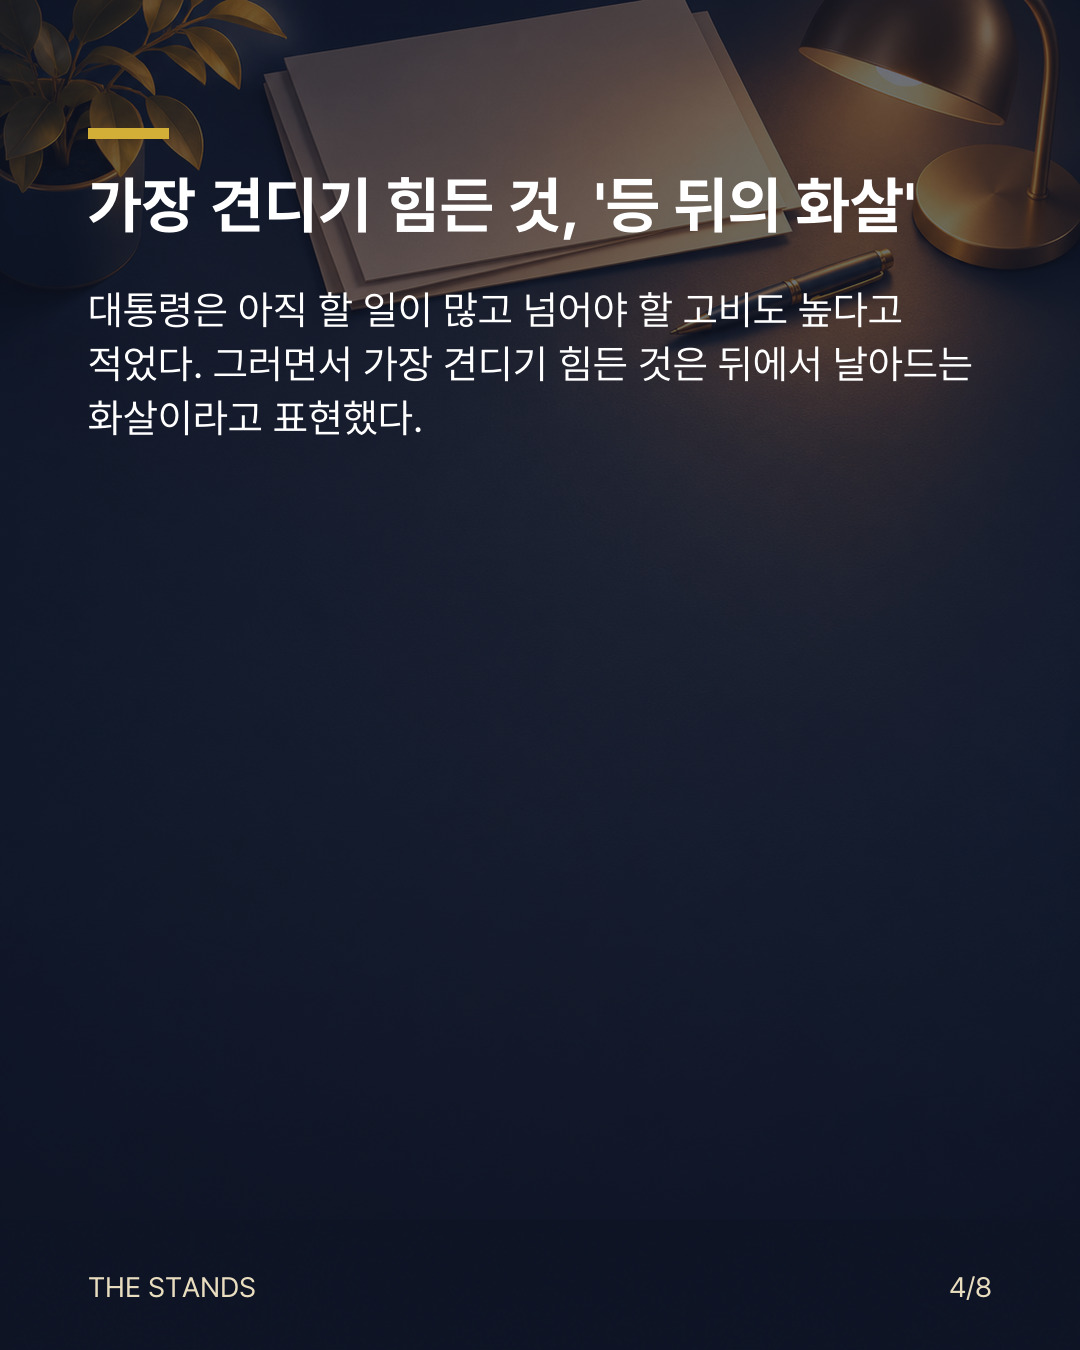 가장 견디기 힘든 것, '등 뒤의 화살'
대통령은 아직 할 일이 많고 넘어야 할 고비도 높다고
적었다. 그러면서 가장 견디기 힘든 것은 뒤에서 날아드는
화살이라고 표현했다.
THE STANDS
4/8